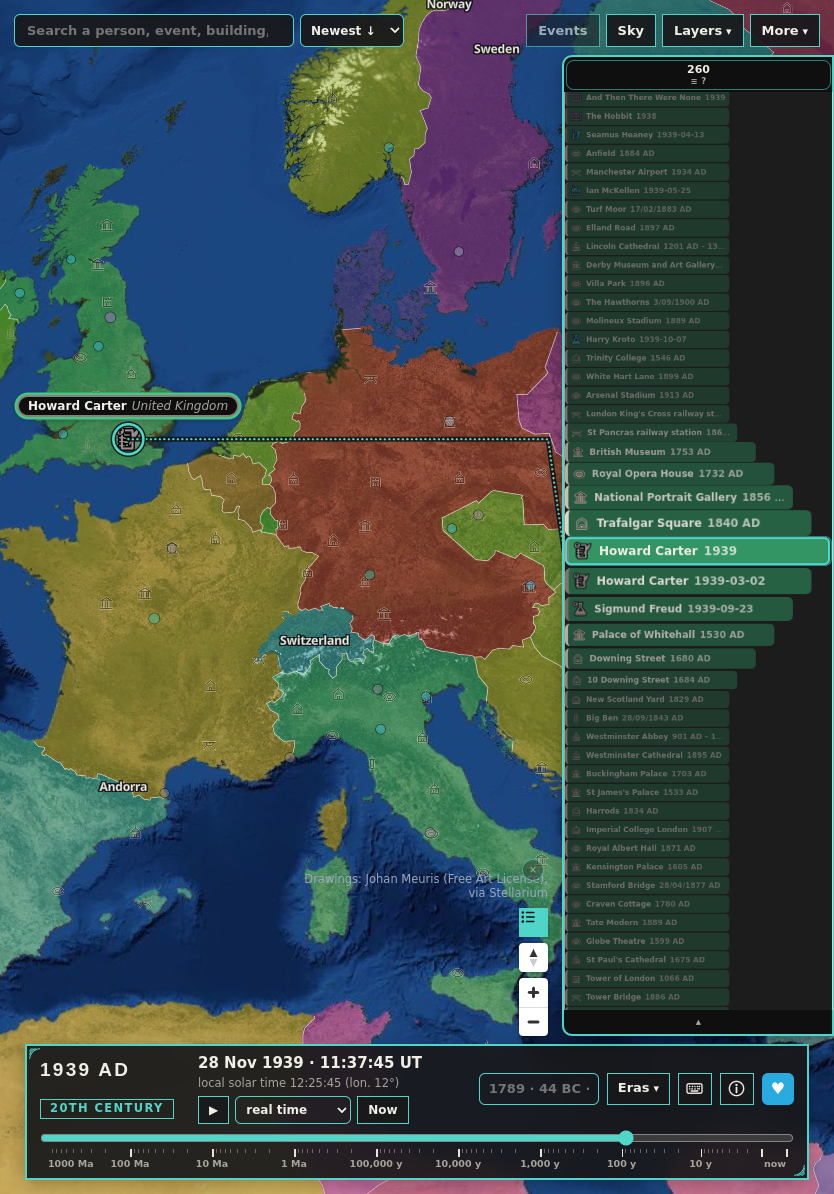 Norway
Search a person, event, building,
Newest ↓
Events
Sky
Layers ▾
More ▾
Sweden
260
≡ ?
And Then There Were None 1939
The Hobbit 1938
Seamus Heaney 1939-04-13
Anfield 1884 AD
Manchester Airport 1934 AD
Ian McKellen 1939-05-25
Turf Moor 17/02/1883 AD
Elland Road 1897 AD
Lincoln Cathedral 1201 AD - 13...
Derby Museum and Art Gallery...
Villa Park 1896 AD
The Hawthorns 3/09/1900 AD
Molineux Stadium 1889 AD
Harry Kroto 1939-10-07
Trinity College 1546 AD
White Hart Lane 1899 AD
Arsenal Stadium 1913 AD
London King's Cross railway st...
St Pancras railway station 186...
British Museum 1753 AD
Royal Opera House 1732 AD
National Portrait Gallery 1856 ...
Trafalgar Square 1840 AD
Howard Carter 1939
Howard Carter 1939-03-02
Sigmund Freud 1939-09-23
Palace of Whitehall 1530 AD
Downing Street 1680 AD
10 Downing Street 1684 AD
New Scotland Yard 1829 AD
Big Ben 28/09/1843 AD
Westminster Abbey 901 AD - 1...
Westminster Cathedral 1895 AD
Buckingham Palace 1703 AD
St James's Palace 1533 AD
Harrods 1834 AD
Imperial College London 1907 ...
Royal Albert Hall 1871 AD
Kensington Palace 1605 AD
Stamford Bridge 28/04/1877 AD
Craven Cottage 1780 AD
Tate Modern 1889 AD
Globe Theatre 1599 AD
St Paul's Cathedral 1675 AD
Tower of London 1066 AD
Tower Bridge 1886 AD
Howard Carter United Kingdom
Switzerland
Andorra
Drawings: Johan Meuris (Free Art License),
via Stellarium
1939 AD
20TH CENTURY
28 Nov 1939 · 11:37:45 UT
local solar time 12:25:45 (lon. 12°)
real time
Now
1789 · 44 BC ·
Eras ▾
1000 Ma
100 Ma
10 Ma
1 Ma
100,000 y
10,000 y
1,000 y
100 y
10 y
now